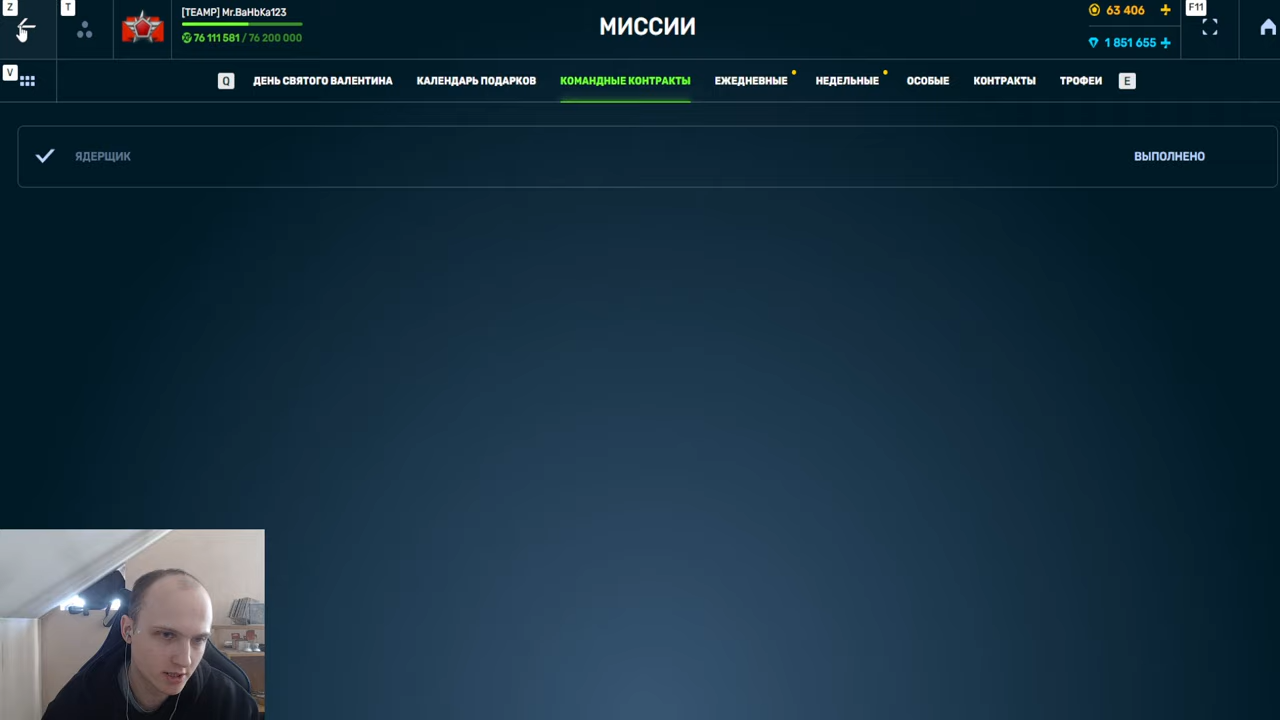 Z
T
[TEAMP] Mr.BaHbKa123
76 111 581 / 76 200 000
МИССИИ
63 406
1 851 655
F11
V
Q
ДЕНЬ СВЯТОГО ВАЛЕНТИНА
КАЛЕНДАРЬ ПОДАРКОВ
КОМАНДНЫЕ КОНТРАКТЫ
ЕЖЕДНЕВНЫЕ
НЕДЕЛЬНЫЕ
ОСОБЫЕ
КОНТРАКТЫ
ТРОФЕИ
E
ЯДЕРЩИК
ВЫПОЛНЕНО